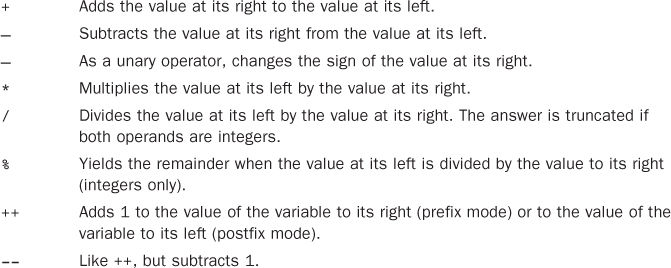 + Adds the value at its right to the value at its left.
– Subtracts the value at its right from the value at its left.
– As a unary operator, changes the sign of the value at its right.
* Multiplies the value at its left by the value at its right.
/ Divides the value at its left by the value at its right. The answer is truncated if
both operands are integers.
% Yields the remainder when the value at its left is divided by the value to its right
(integers only).
++ Adds 1 to the value of the variable to its right (prefix mode) or to the value of the
variable to its left (postfix mode).
-- Like ++, but subtracts 1.